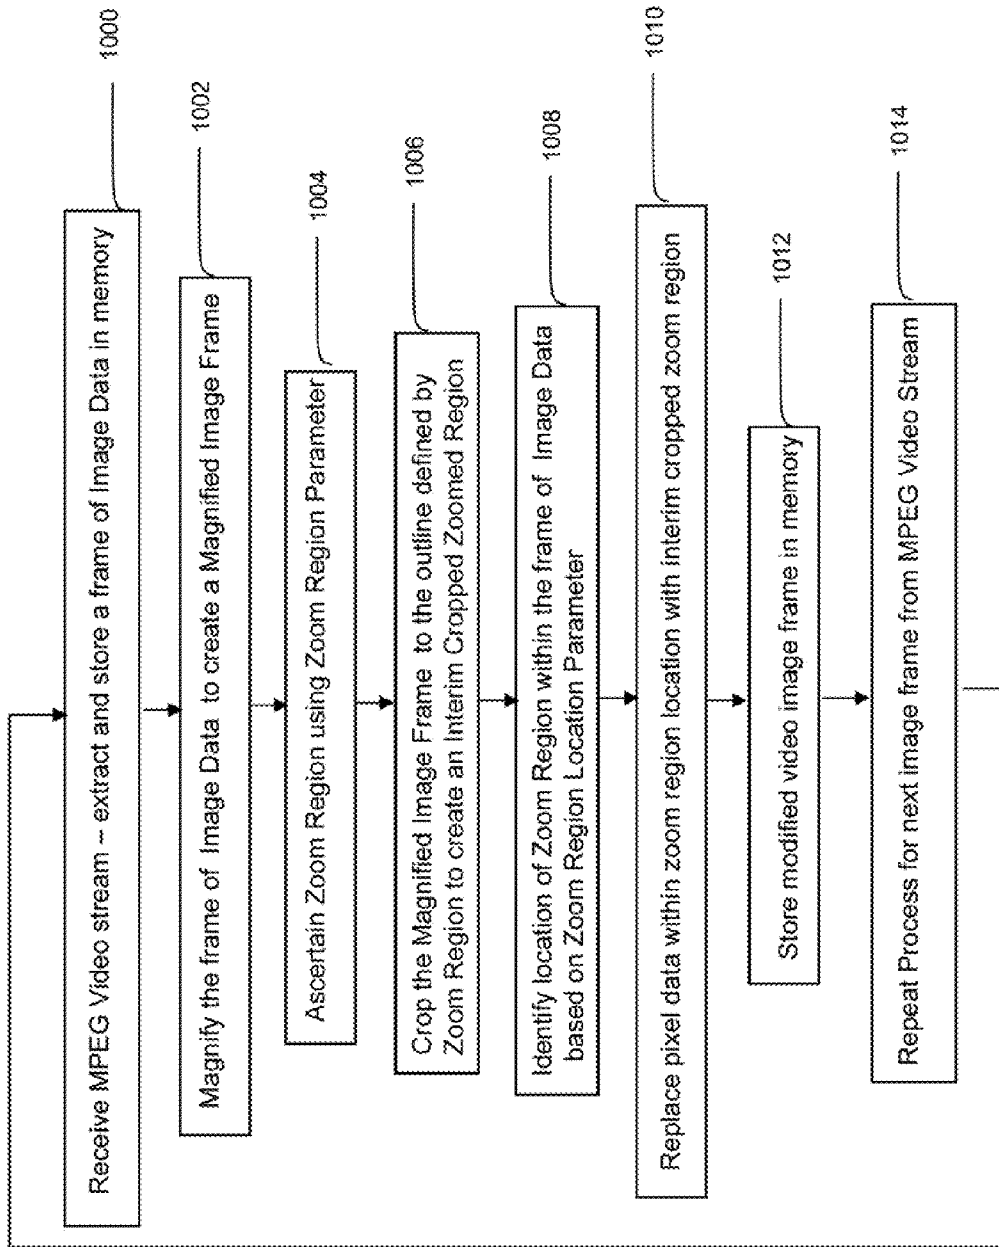 Receive MPEG Video stream – extract and store a frame of Image Data in memory
1000
Magnify the frame of Image Data to create a Magnified Image Frame
1002
Ascertain Zoom Region using Zoom Region Parameter
1004
Crop the Magnified Image Frame to the outline defined by
Zoom Region to create an Interim Cropped Zoomed Region
1006
Identify location of Zoom Region within the frame of Image Data
based on Zoom Region Location Parameter
1008
Replace pixel data within zoom region location with interim cropped zoom region
1010
Store modified video image frame in memory
1012
Repeat Process for next image frame from MPEG Video Stream
1014